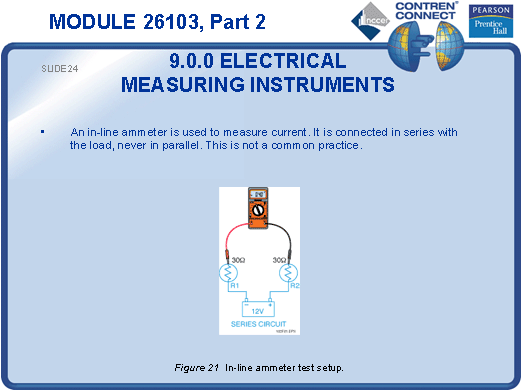 MODULE 26103, Part 2
nccer
CONTREN®
CONNECT
PEARSON
Prentice
Hall
SLIDE 24
9.0.0 ELECTRICAL
MEASURING INSTRUMENTS
• An in-line ammeter is used to measure current. It is connected in series with
the load, never in parallel. This is not a common practice.
30Ω 30Ω
R1 R2
- +
12V
SERIES CIRCUIT
Figure 21 In-line ammeter test setup.